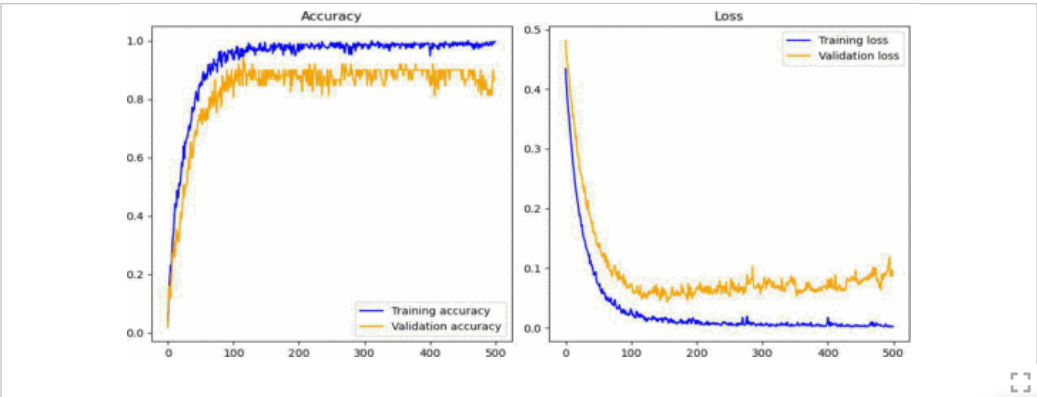 Accuracy
1.0
0.8
0.6
0.4
0.2
0.0
Training accuracy
Validation accuracy
0 100 200 300 400 500
Loss
0.5
0.4
0.3
0.2
0.1
0.0
Training loss
Validation loss
0 100 200 300 400 500